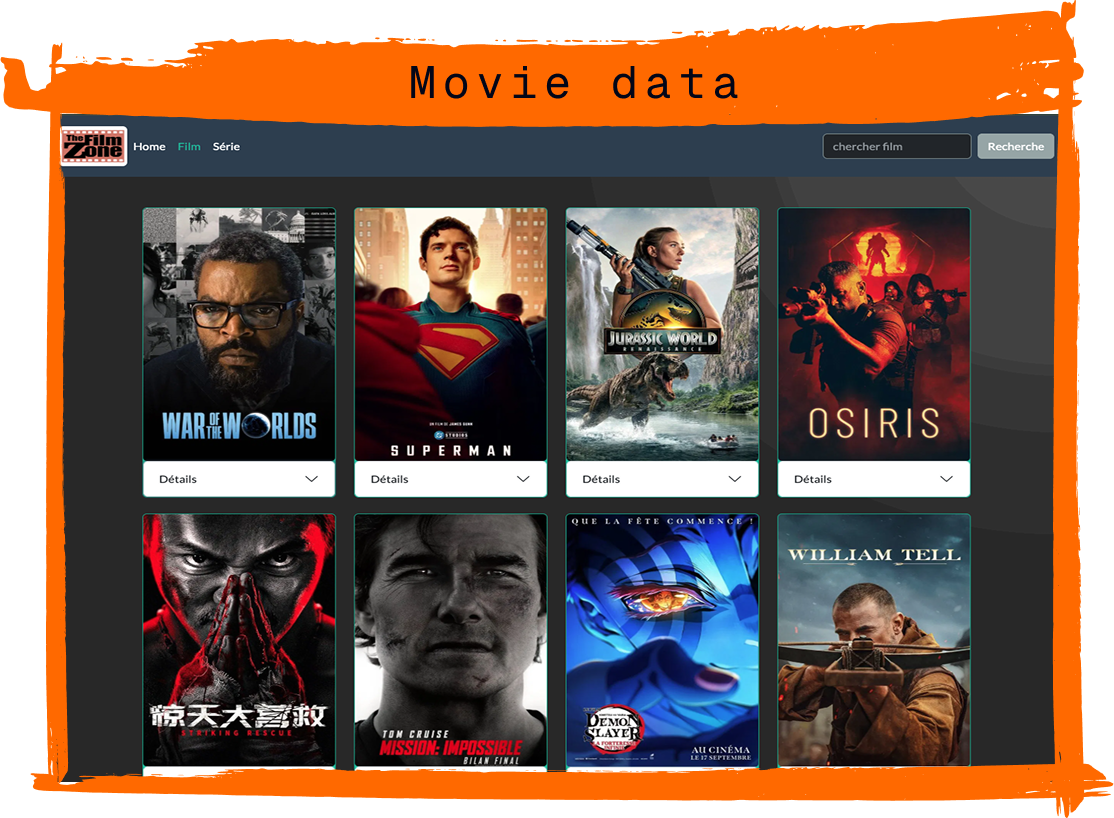 Movie data
The Film Zone
Home Film Série
chercher film Recherche
WAR OF THE WORLDS
UN FILM DE JAMES GUNN
DC STUDIOS
SUPERMAN
JURASSIC WORLD
RENAISSANCE
OSIRIS
Détails Détails Détails Détails
惊天大营救
STRIKING RESCUE
TOM CRUISE
MISSION: IMPOSSIBLE
BILAN FINAL
QUE LA FÊTE COMMENCE !
DEMON
SLAYER
AU CINÉMA
LE 17 SEPTEMBRE
WILLIAM TELL